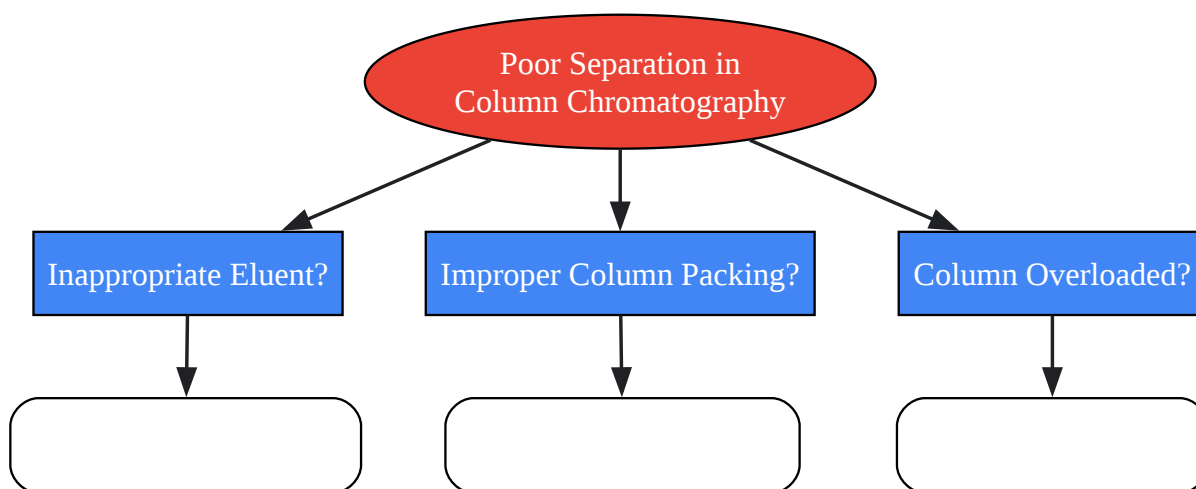 Poor Separation in
Column Chromatography
Inappropriate Eluent?
Improper Column Packing?
Column Overloaded?